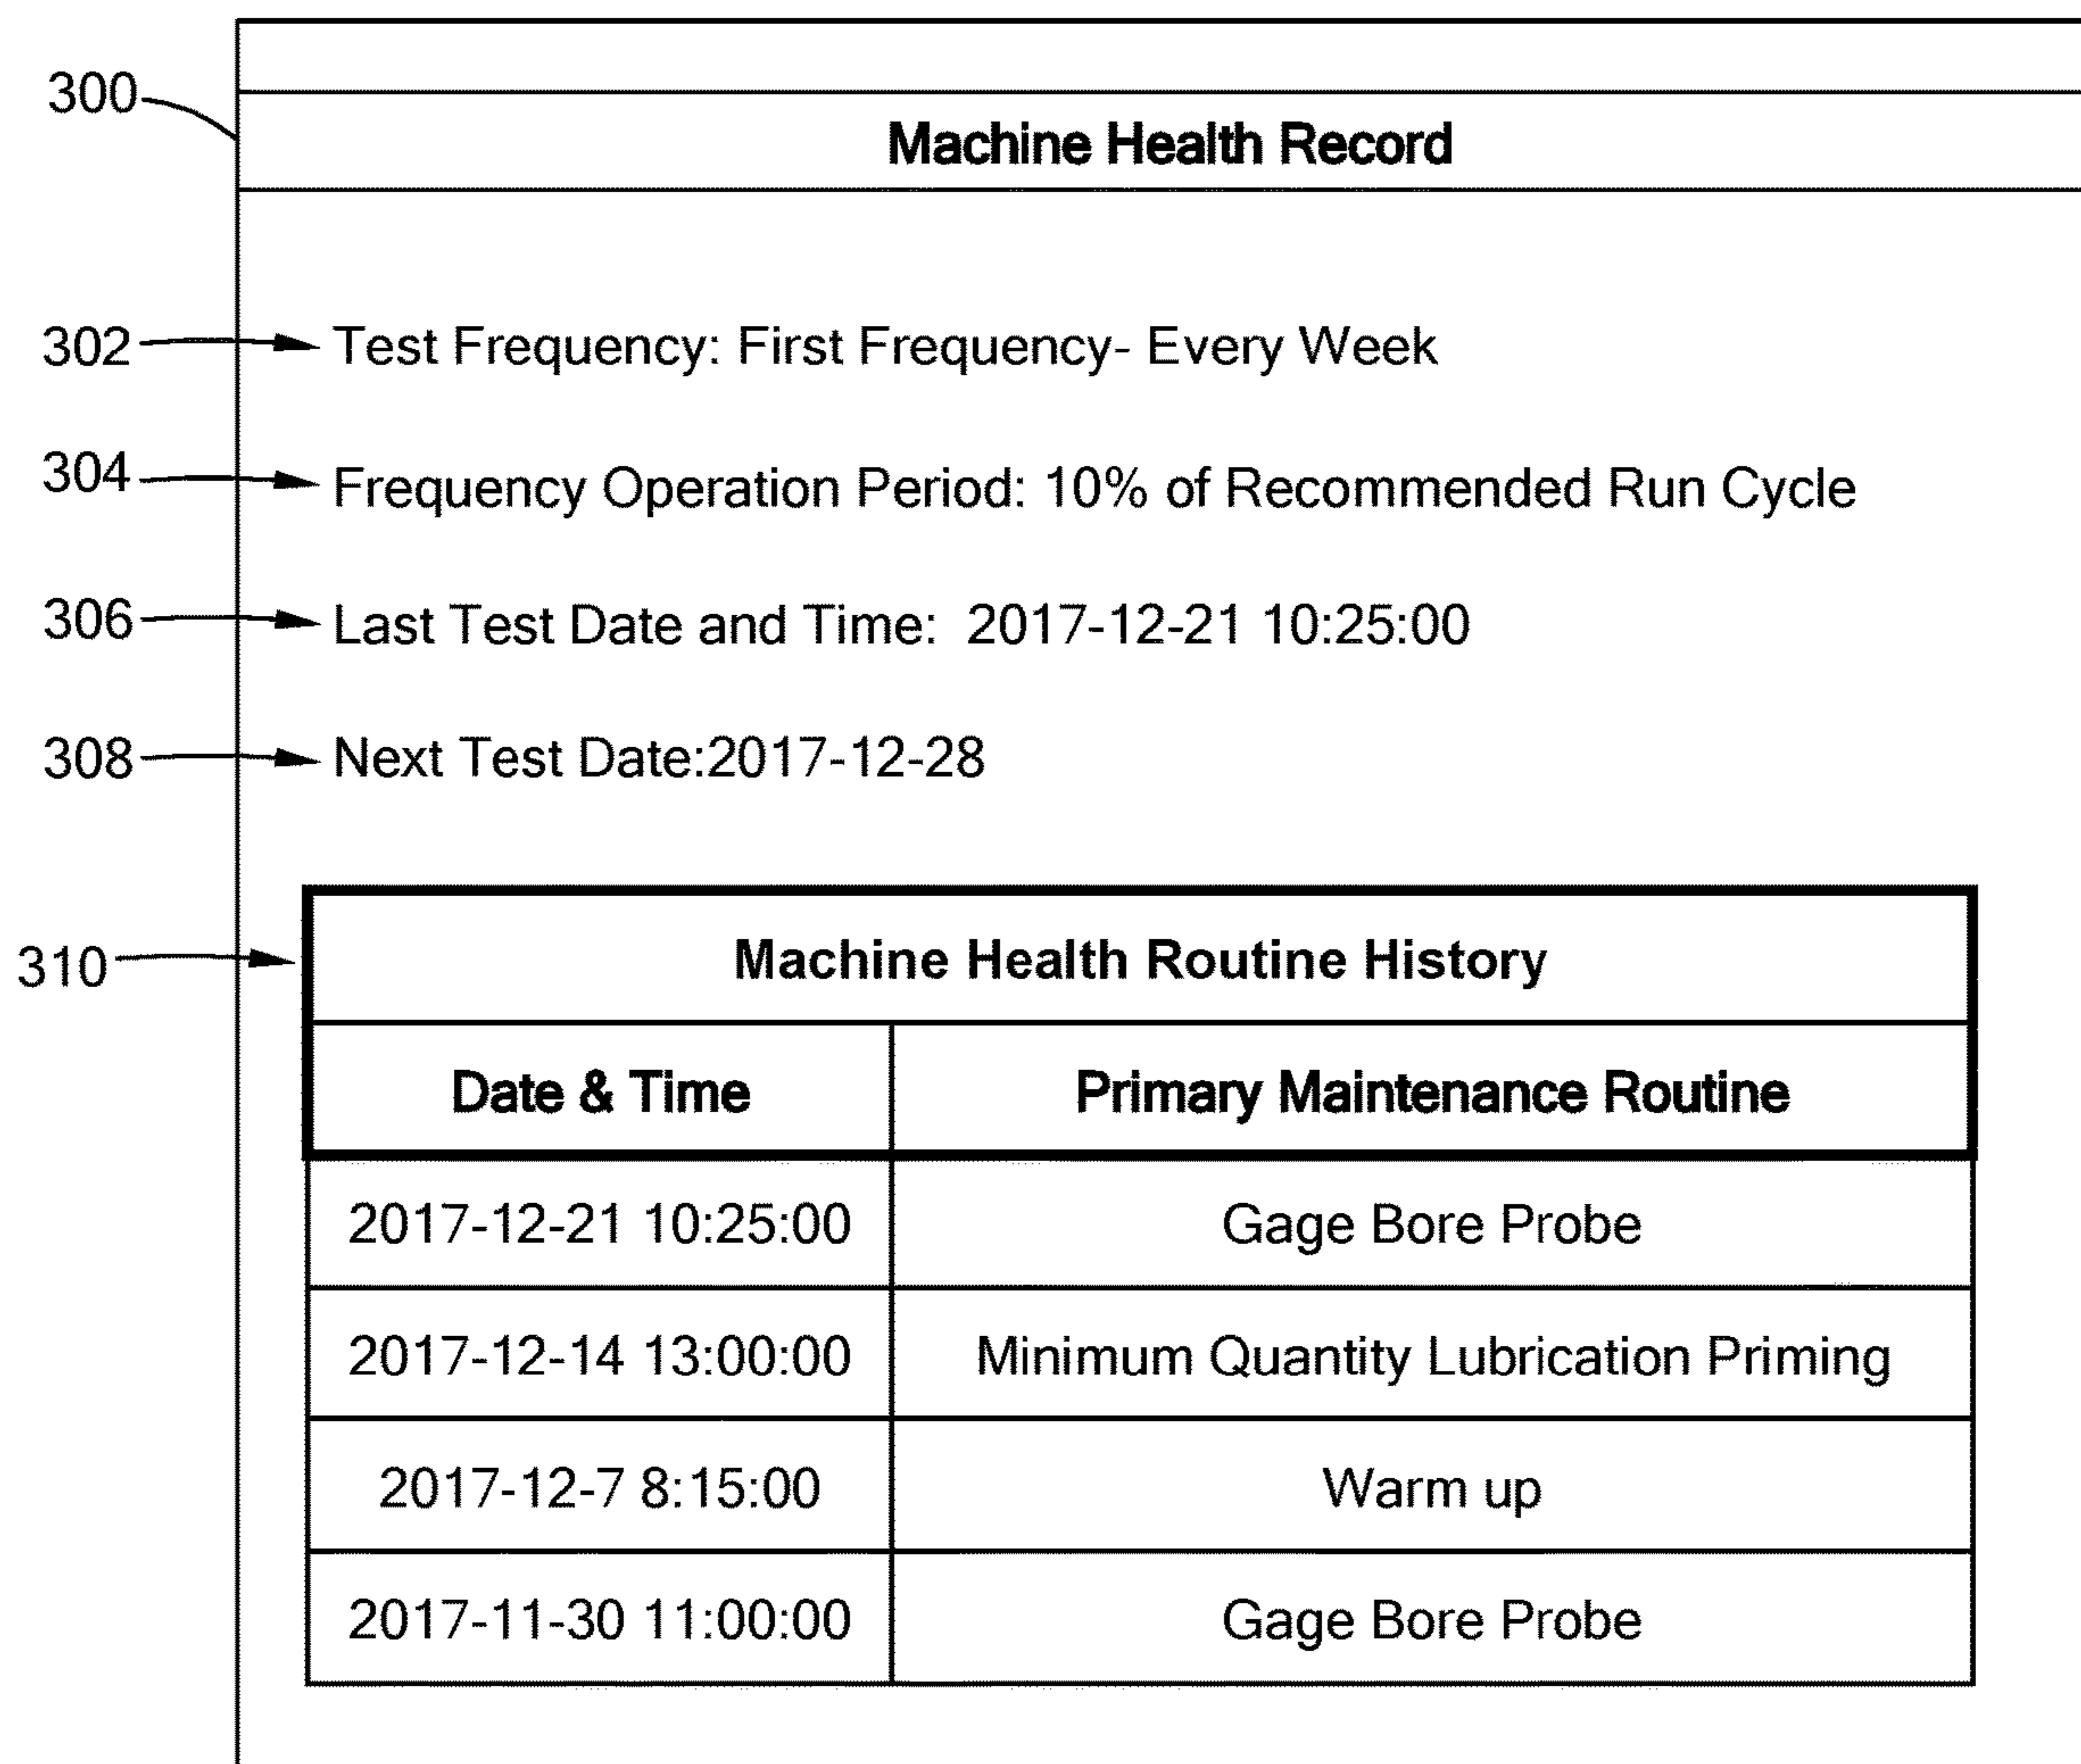 300
Machine Health Record
302 Test Frequency: First Frequency- Every Week
304 Frequency Operation Period: 10% of Recommended Run Cycle
306 Last Test Date and Time: 2017-12-21 10:25:00
308 Next Test Date:2017-12-28
310 Machine Health Routine History
Date & Time Primary Maintenance Routine
2017-12-21 10:25:00 Gage Bore Probe
2017-12-14 13:00:00 Minimum Quantity Lubrication Priming
2017-12-7 8:15:00 Warm up
2017-11-30 11:00:00 Gage Bore Probe